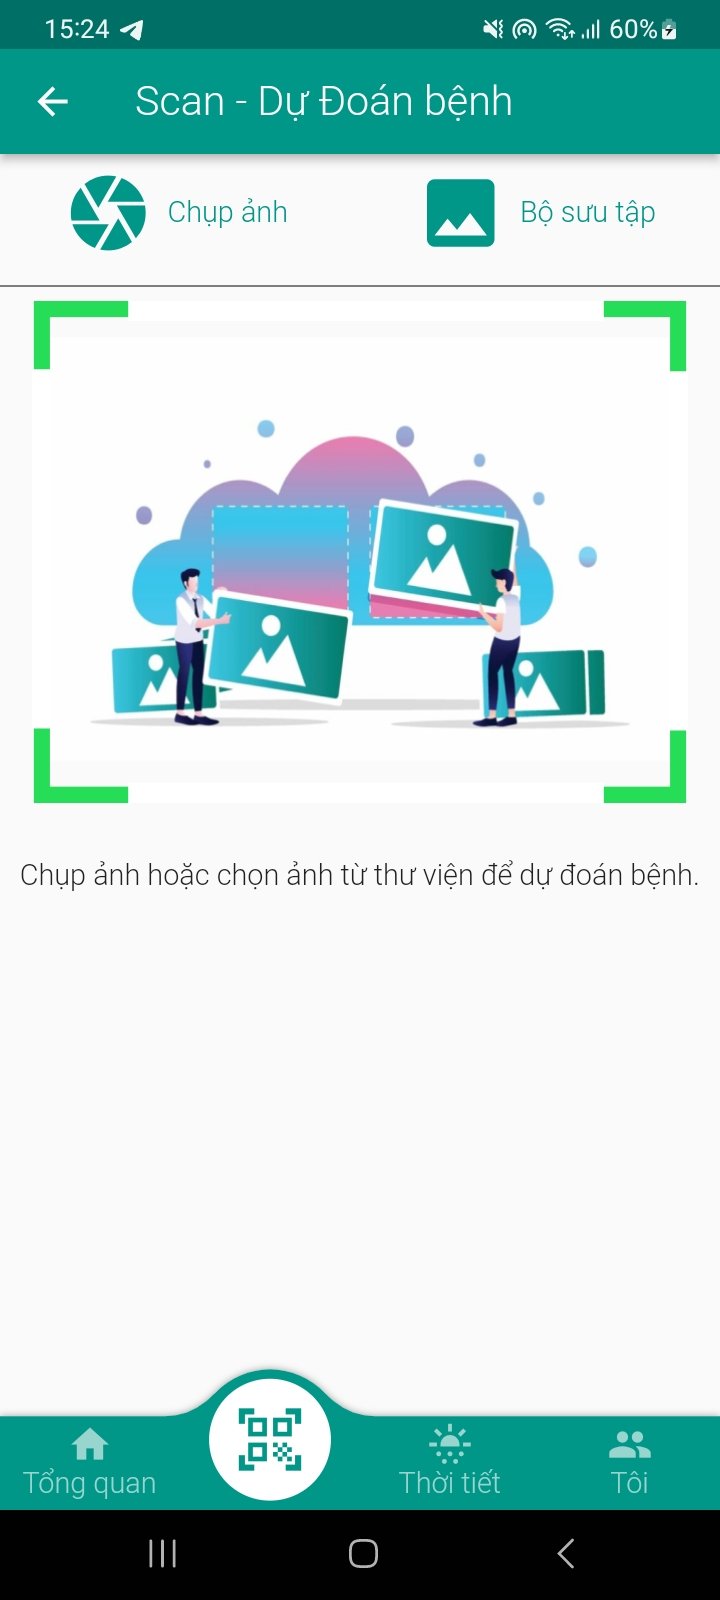 15:24
60%
Scan - Dự Đoán bệnh
Chụp ảnh
Bộ sưu tập
Chụp ảnh hoặc chọn ảnh từ thư viện để dự đoán bệnh.
Tổng quan
Thời tiết
Tôi